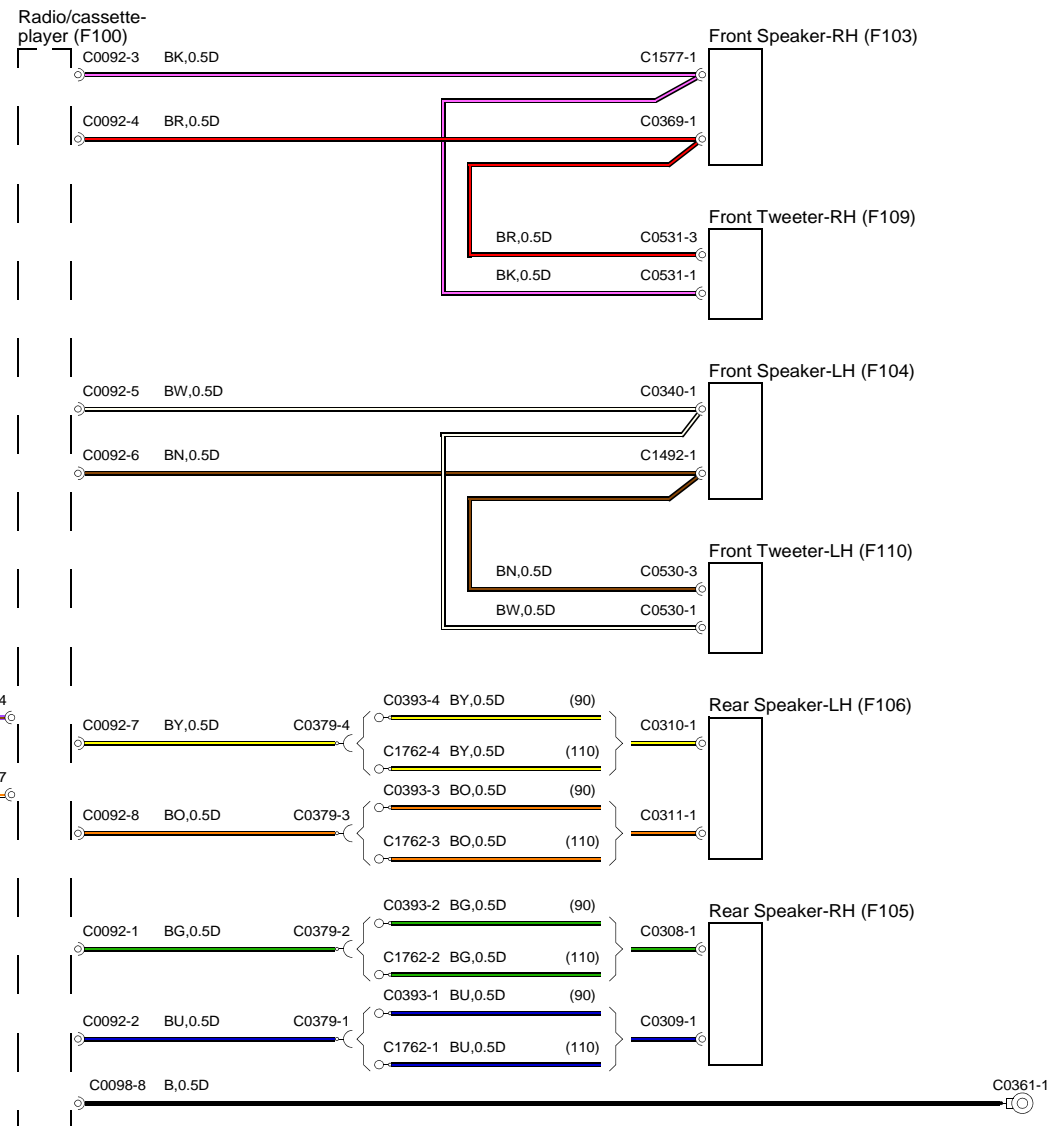 Radio/cassette-
player (F100)
Front Speaker-RH (F103)
C0092-3 BK,0.5D C1577-1
C0092-4 BR,0.5D C0369-1
Front Tweeter-RH (F109)
BR,0.5D C0531-3
BK,0.5D C0531-1
Front Speaker-LH (F104)
C0092-5 BW,0.5D C0340-1
C0092-6 BN,0.5D C1492-1
Front Tweeter-LH (F110)
BN,0.5D C0530-3
BW,0.5D C0530-1
4
C0393-4 BY,0.5D (90)
Rear Speaker-LH (F106)
C0092-7 BY,0.5D C0379-4 C0310-1
C1762-4 BY,0.5D (110)
7
C0393-3 BO,0.5D (90)
C0092-8 BO,0.5D C0379-3 C0311-1
C1762-3 BO,0.5D (110)
C0393-2 BG,0.5D (90)
Rear Speaker-RH (F105)
C0092-1 BG,0.5D C0379-2 C0308-1
C1762-2 BG,0.5D (110)
C0393-1 BU,0.5D (90)
C0092-2 BU,0.5D C0379-1 C0309-1
C1762-1 BU,0.5D (110)
C0098-8 B,0.5D C0361-1